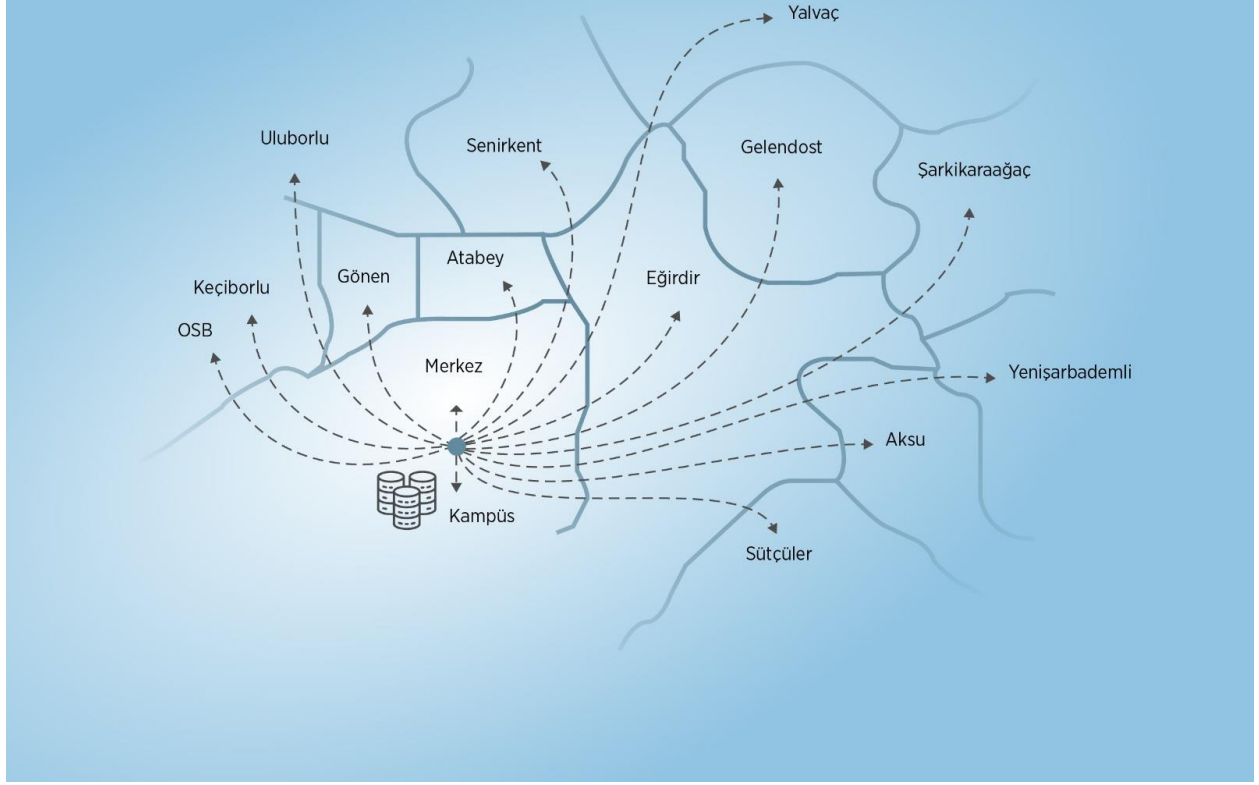 Yalvaç
Uluborlu
Senirkent
Gelendost
Şarkikaraağaç
Atabey
Gönen
Eğirdir
Keçiborlu
OSB
Merkez
Yenişarbademli
Aksu
Kampüs
Sütçüler